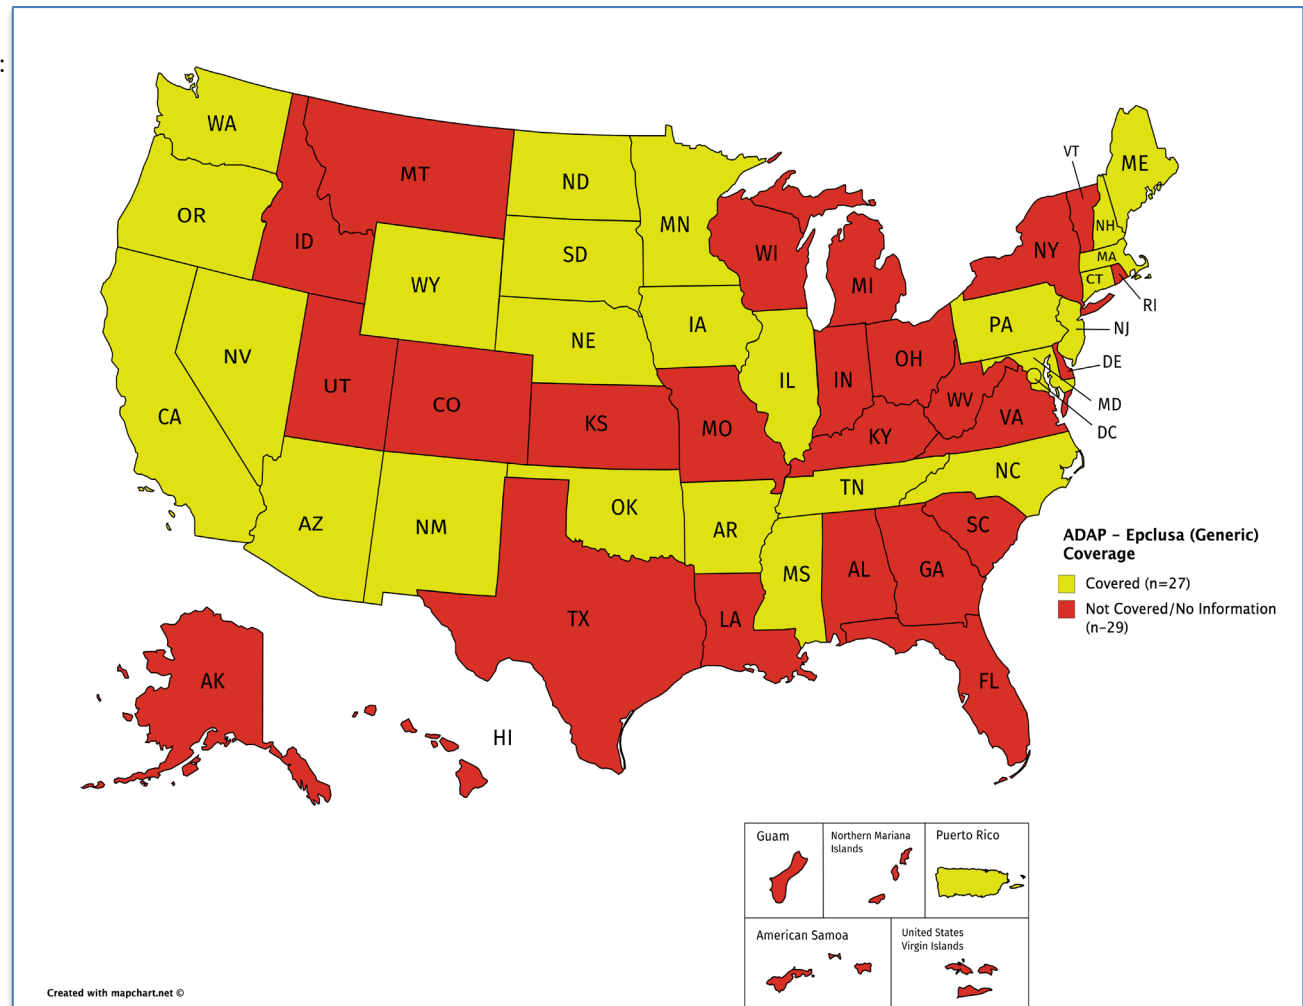 :
WA
MT
ND
MN
VT
ME
OR
ID
SD
WI
MI
NY
NH
MA
CT
RI
WY
NE
IA
PA
NJ
NV
UT
CO
IL
IN
OH
DE
MD
DC
CA
KS
MO
WV
VA
KY
AZ
NM
OK
AR
TN
NC
SC
MS
AL
GA
TX
LA
FL
AK
HI
ADAP – Epclusa (Generic)
Coverage
Covered (n=27)
Not Covered/No Information
(n-29)
Guam
Northern Mariana
Islands
Puerto Rico
American Samoa
United States
Virgin Islands
Created with mapchart.net ©